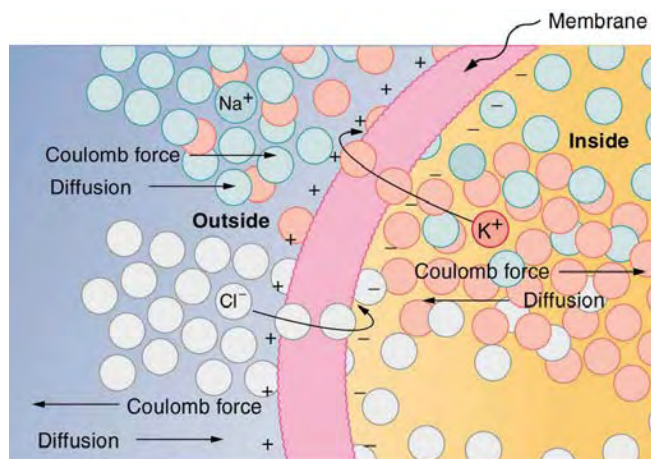 Membrane
Na+
Inside
Coulomb force
Diffusion
Outside
K+
Coulomb force
Diffusion
Cl−
Coulomb force
Diffusion
+ + + + + + + + + +
− − − − − − − − − −